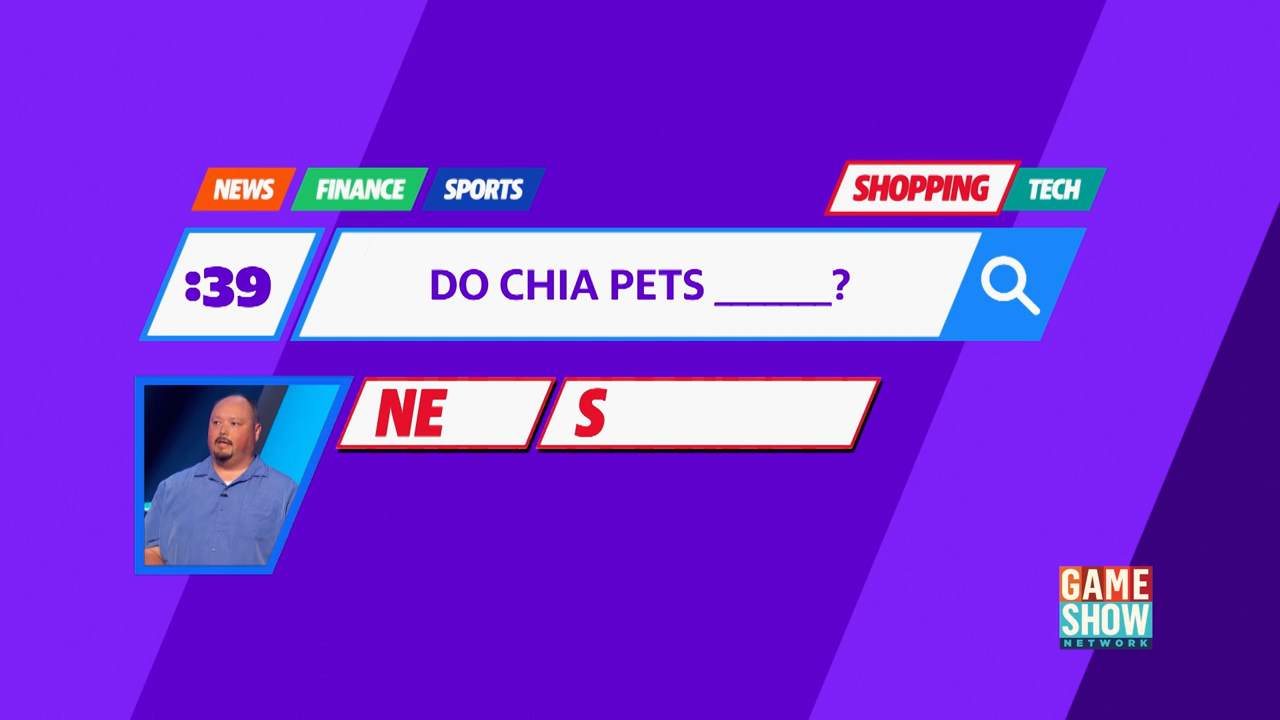 NEWS FINANCE SPORTS SHOPPING TECH
:39 DO CHIA PETS ______?
NE S
GAME
SHOW
NETWORK